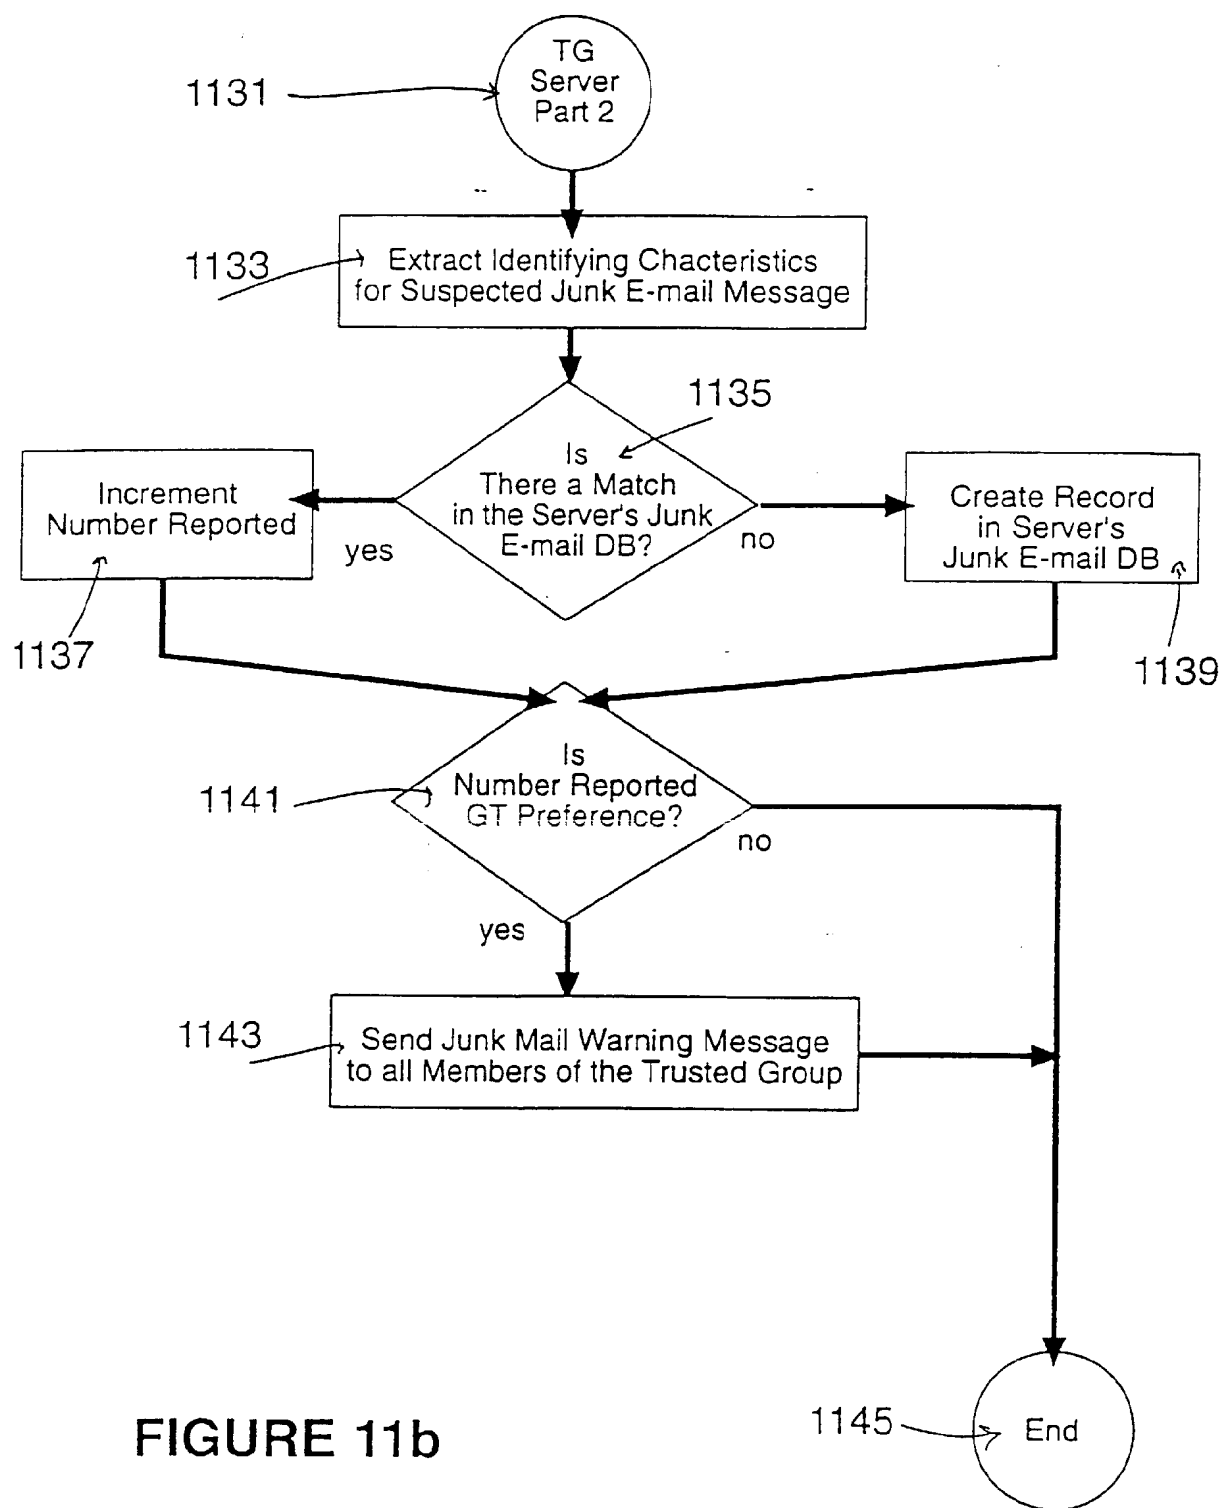 TG
Server
Part 2
1131
1133
Extract Identifying Chacteristics
for Suspected Junk E-mail Message
1135
Is
There a Match
in the Server's Junk
E-mail DB?
yes
no
Increment
Number Reported
1137
Create Record
in Server's
Junk E-mail DB
1139
Is
Number Reported
GT Preference?
1141
no
yes
1143
Send Junk Mail Warning Message
to all Members of the Trusted Group
1145
End
FIGURE 11b